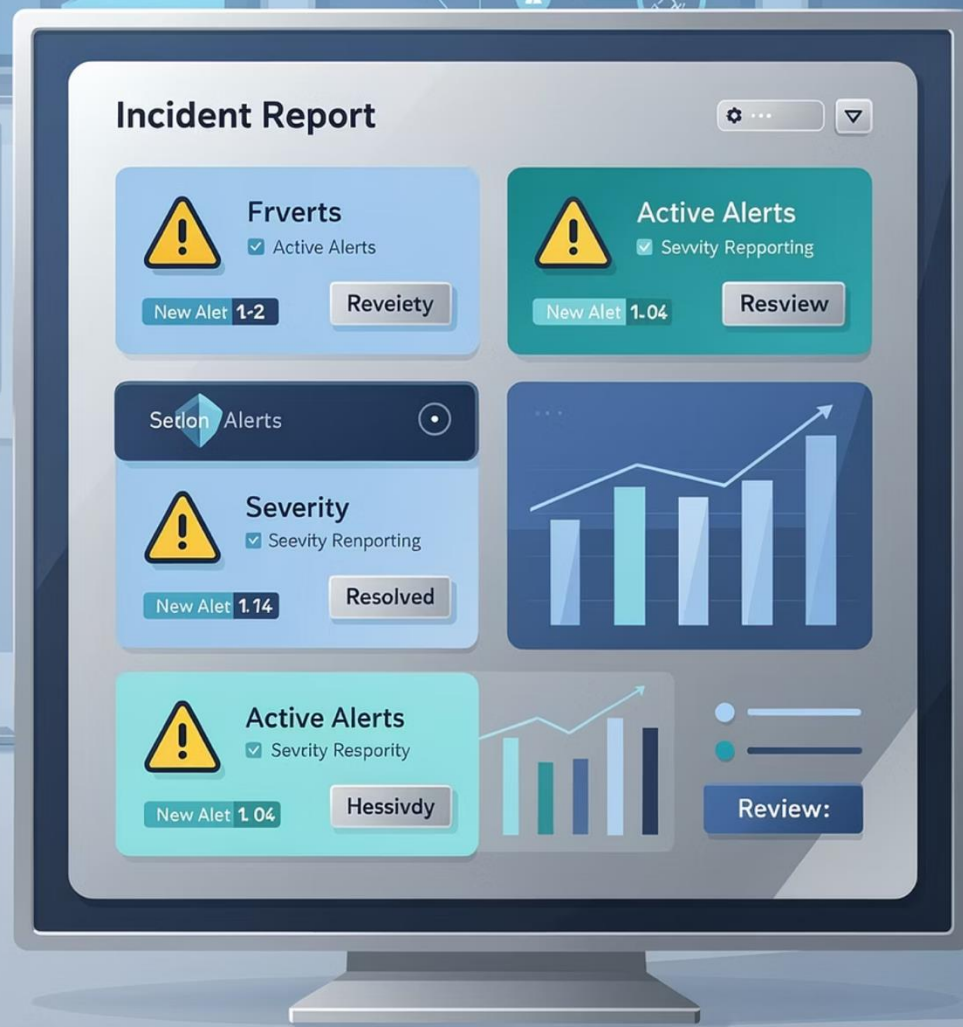 Incident Report
Frverts
Active Alerts
New Alet 1-2
Reveiety
Active Alerts
Sevvity Repporting
New Alet 1-04
Resview
Setlon Alerts
Severity
Seevity Renporting
New Alet 1.14
Resolved
Active Alerts
Sevrity Respority
New Alet 1.04
Hessivdy
Review: